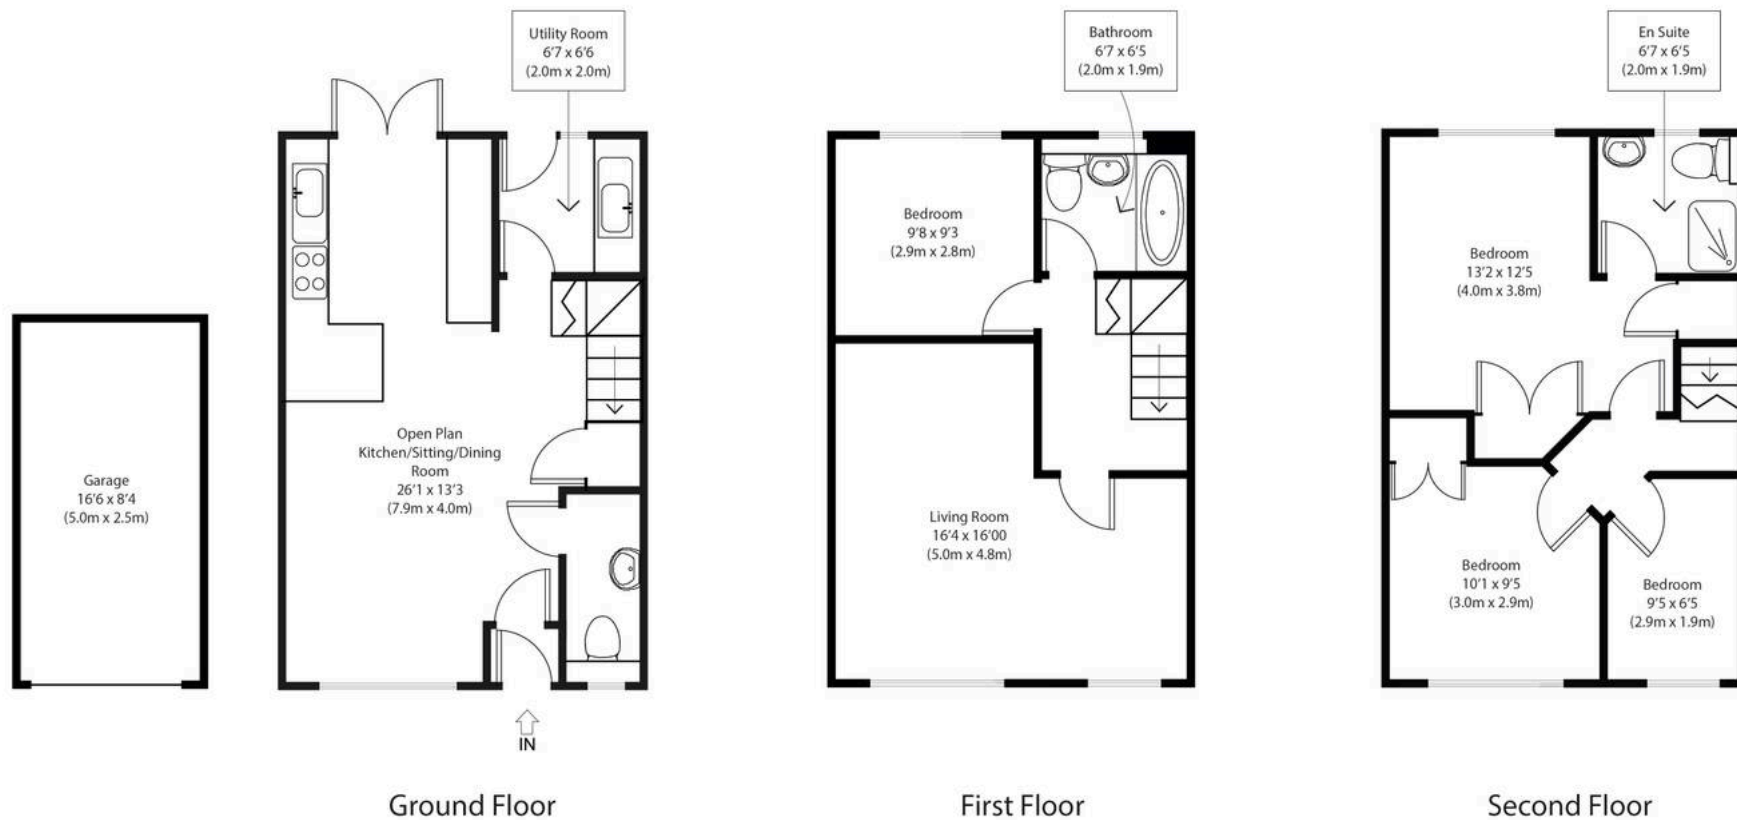 Utility Room
6'7 x 6'6
(2.0m x 2.0m)
Bathroom
6'7 x 6'5
(2.0m x 1.9m)
En Suite
6'7 x 6'5
(2.0m x 1.9m)
Garage
16'6 x 8'4
(5.0m x 2.5m)
Open Plan
Kitchen/Sitting/Dining
Room
26'1 x 13'3
(7.9m x 4.0m)
IN
Ground Floor
Bedroom
9'8 x 9'3
(2.9m x 2.8m)
Living Room
16'4 x 16'00
(5.0m x 4.8m)
First Floor
Bedroom
13'2 x 12'5
(4.0m x 3.8m)
Bedroom
10'1 x 9'5
(3.0m x 2.9m)
Bedroom
9'5 x 6'5
(2.9m x 1.9m)
Second Floor